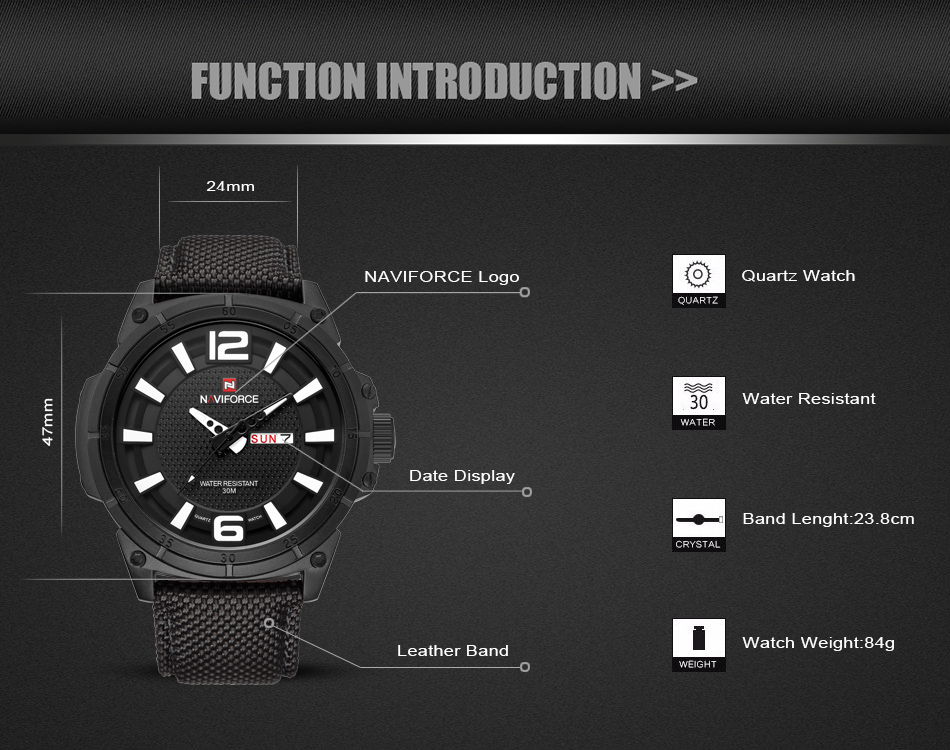 FUNCTION INTRODUCTION >>
24mm
NAVIFORCE Logo
47mm
60
05
55
12
N
NAVIFORCE
SUN 7
WATER RESISTANT
30M
QUARTZ WATCH
6
35
30
25
Date Display
Leather Band
QUARTZ
Quartz Watch
30
WATER
Water Resistant
CRYSTAL
Band Lenght:23.8cm
WEIGHT
Watch Weight:84g